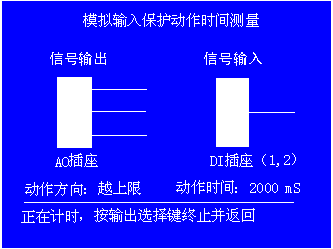 模拟输入保护动作时间测量
信号输出 信号输入
AO插座 DI插座（1,2）
动作方向：越上限 动作时间：2000 mS
正在计时，按输出选择键终止并返回